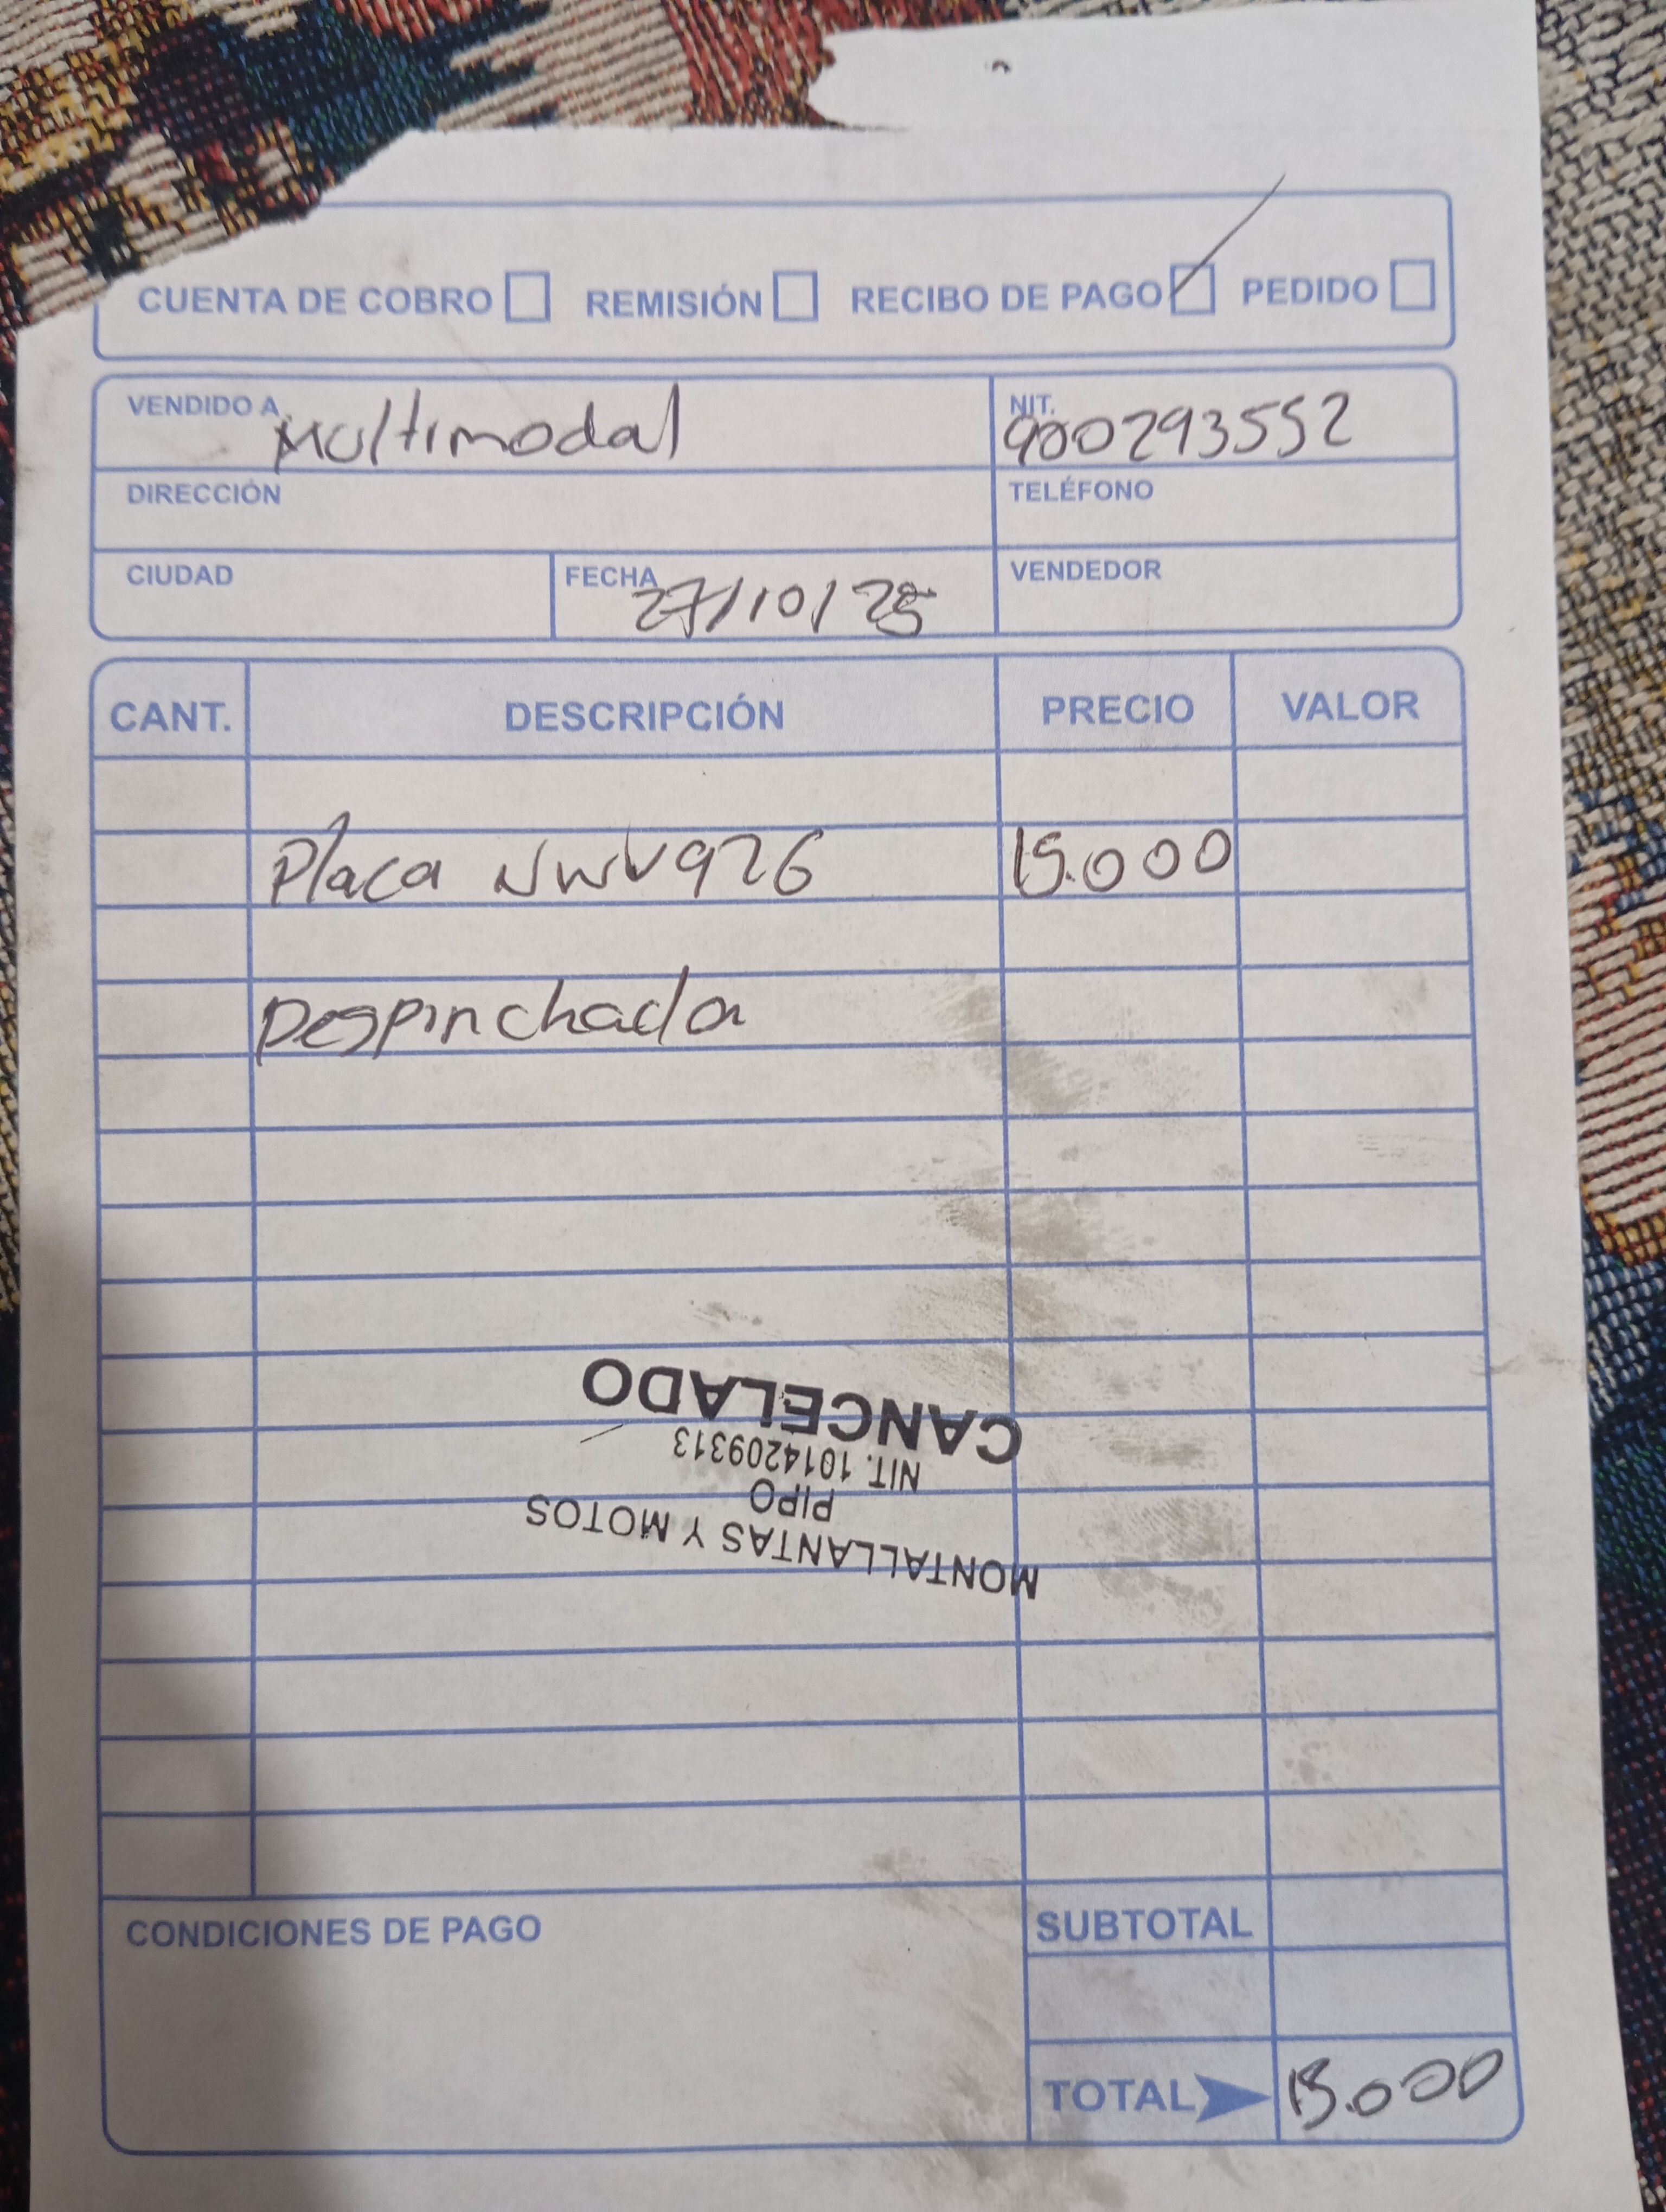 CUENTA DE COBRO REMISIÓN RECIBO DE PAGO PEDIDO
VENDIDO A Multimodal
NIT. 900293552
DIRECCIÓN
TELÉFONO
CIUDAD
FECHA 27/10/25
VENDEDOR
CANT. DESCRIPCIÓN PRECIO VALOR
Placa NWV926 15.000
Despinchada
MONTALLANTAS Y MOTOS
PIPO
NIT. 1014209313
CANCELADO
CONDICIONES DE PAGO
SUBTOTAL
TOTAL 15.000